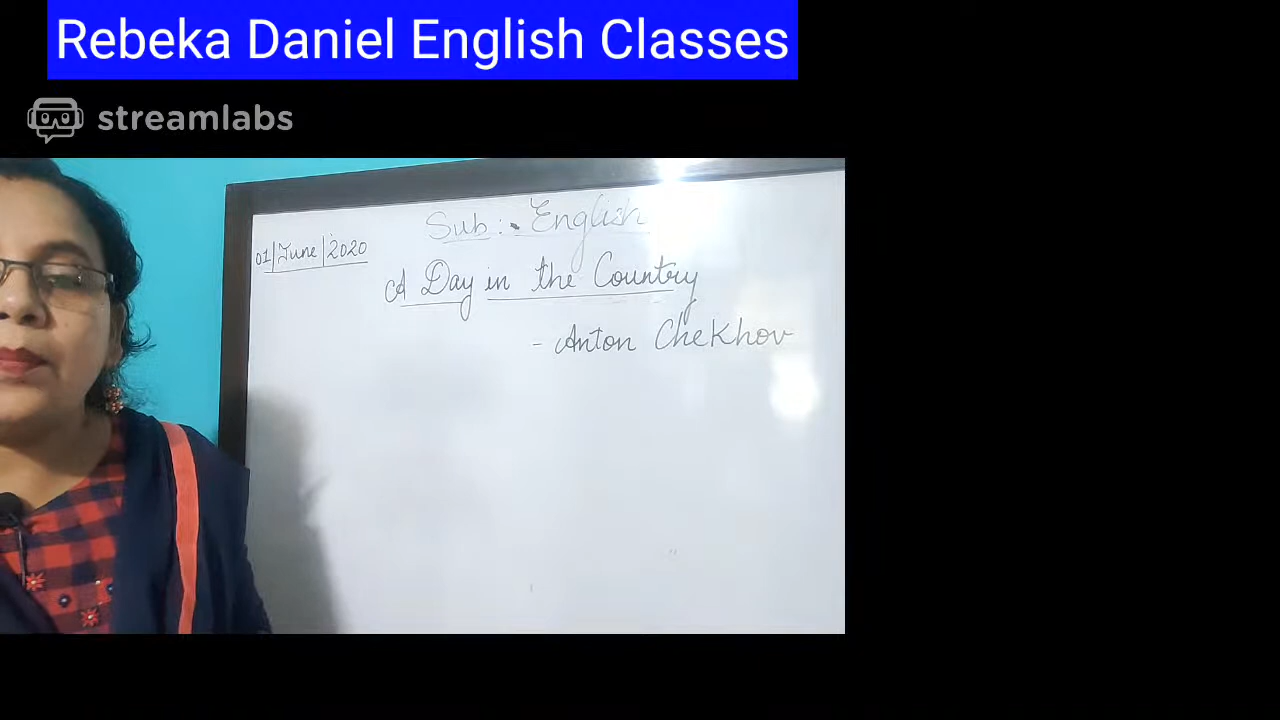 Rebeka Daniel English Classes
streamlabs
Sub:- English
01|June|2020
A Day in the Country
- Anton Chekhov